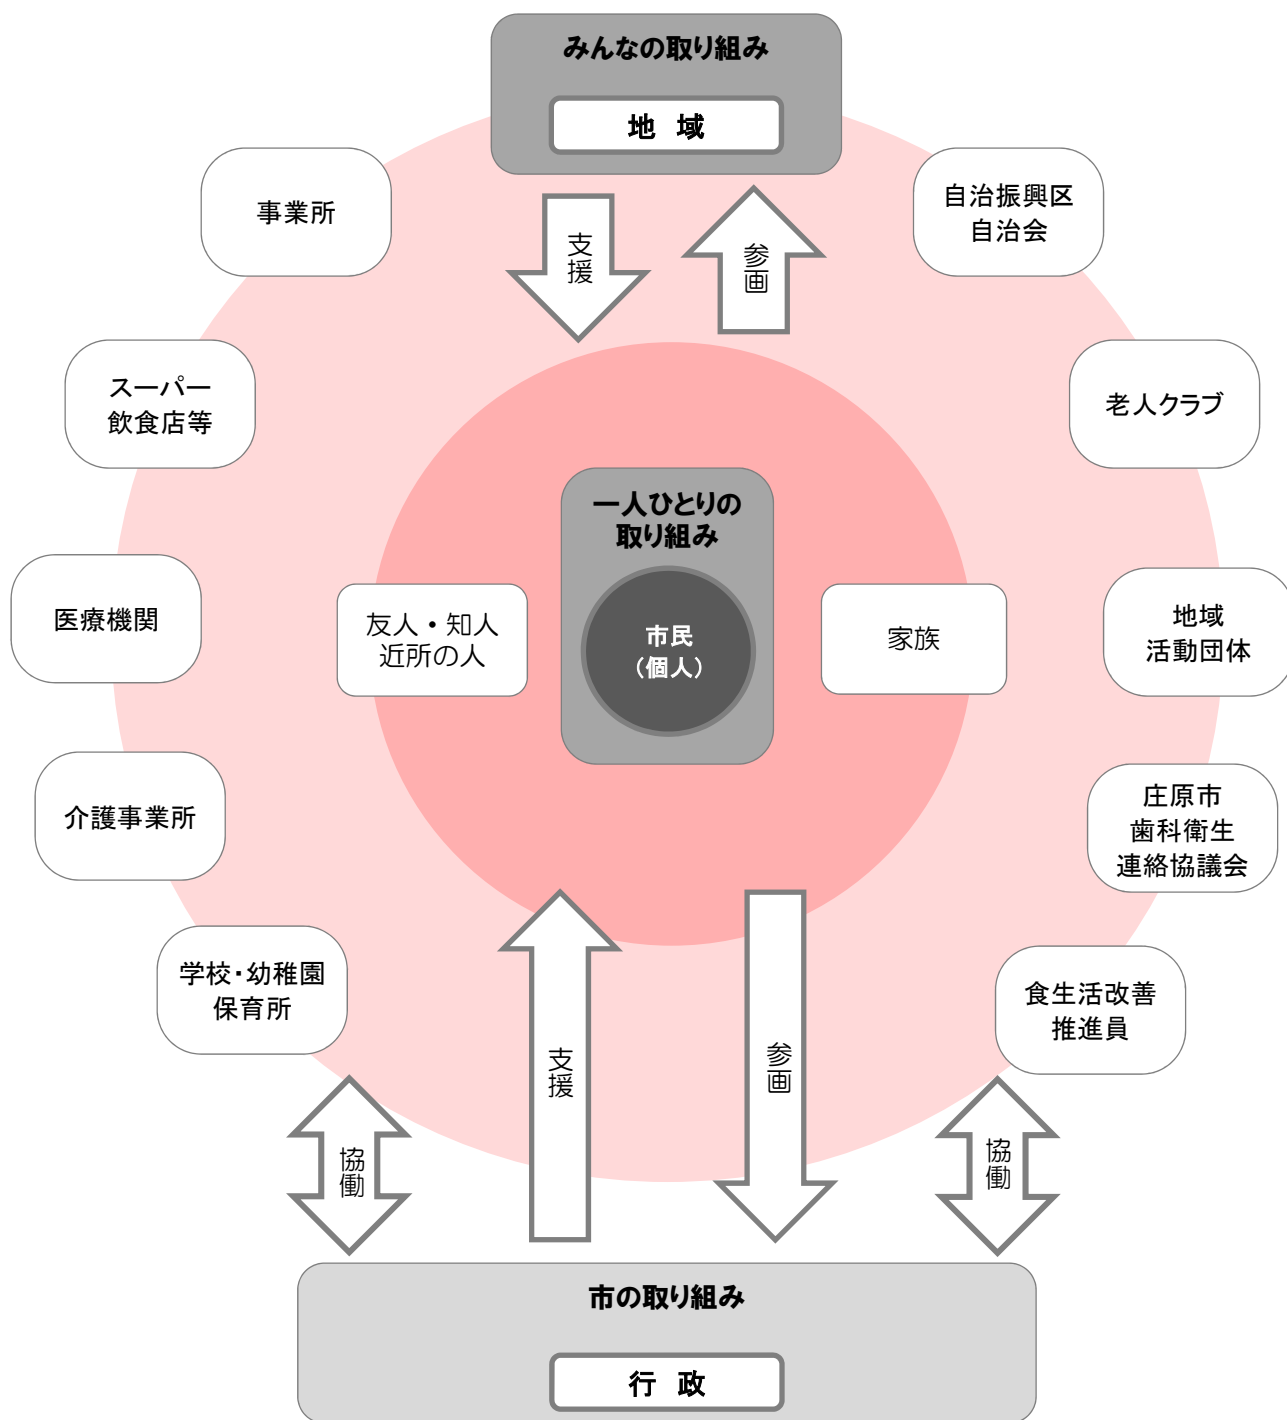 みんなの取り組み
地 域
事業所
自治振興区
自治会
支援
参画
スーパー
飲食店等
老人クラブ
一人ひとりの
取り組み
市民
（個人）
友人・知人
近所の人
家族
医療機関
地域
活動団体
介護事業所
庄原市
歯科衛生
連絡協議会
学校・幼稚園
保育所
食生活改善
推進員
支援
参画
協働
協働
市の取り組み
行 政